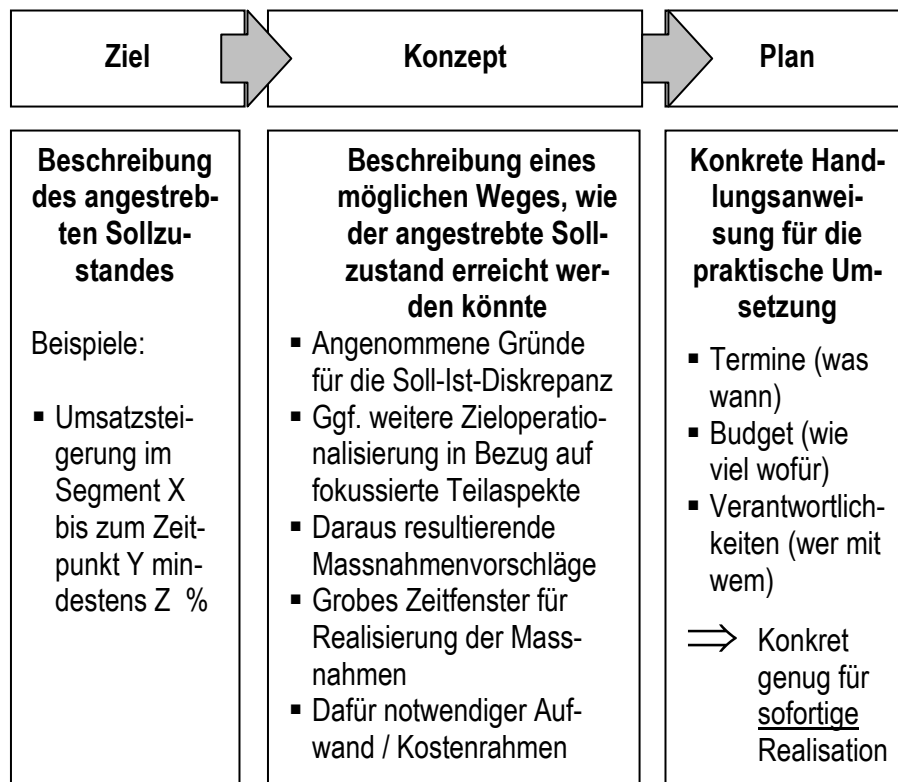 Ziel
Konzept
Plan
Beschreibung
des angestreb-
ten Sollzu-
standes
Beispiele:
▪ Umsatzstei-
gerung im
Segment X
bis zum Zeit-
punkt Y min-
destens Z %
Beschreibung eines
möglichen Weges, wie
der angestrebte Soll-
zustand erreicht wer-
den könnte
▪ Angenommene Gründe
für die Soll-Ist-Diskrepanz
▪ Ggf. weitere Zieloperatio-
nalisierung in Bezug auf
fokussierte Teilaspekte
▪ Daraus resultierende
Massnahmenvorschläge
▪ Grobes Zeitfenster für
Realisierung der Mass-
nahmen
▪ Dafür notwendiger Auf-
wand / Kostenrahmen
Konkrete Hand-
lungsanwei-
sung für die
praktische Um-
setzung
▪ Termine (was
wann)
▪ Budget (wie
viel wofür)
▪ Verantwortlich-
keiten (wer mit
wem)
⇒ Konkret
genug für
sofortige
Realisation